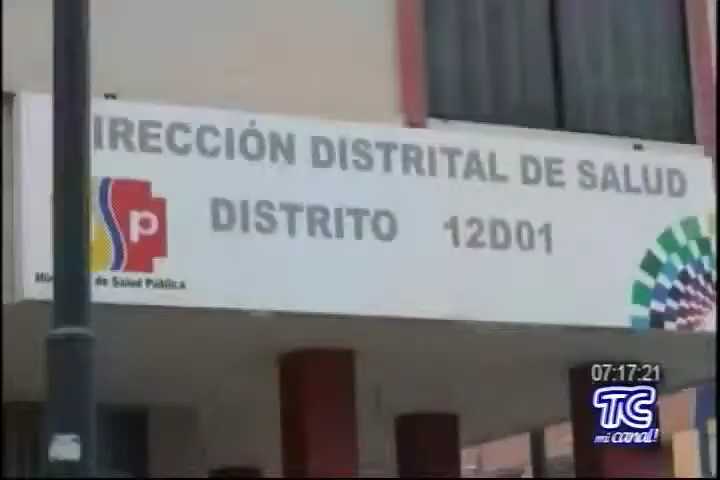 IRECCIÓN DISTRITAL DE SALUD
DISTRITO 12D01
p
de Salud Pública
07:17:21
TC
mi canal!